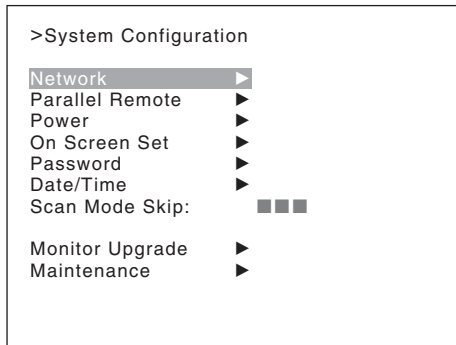 >System Configuration
Network ▶
Parallel Remote ▶
Power ▶
On Screen Set ▶
Password ▶
Date/Time ▶
Scan Mode Skip: ■■■
Monitor Upgrade ▶
Maintenance ▶